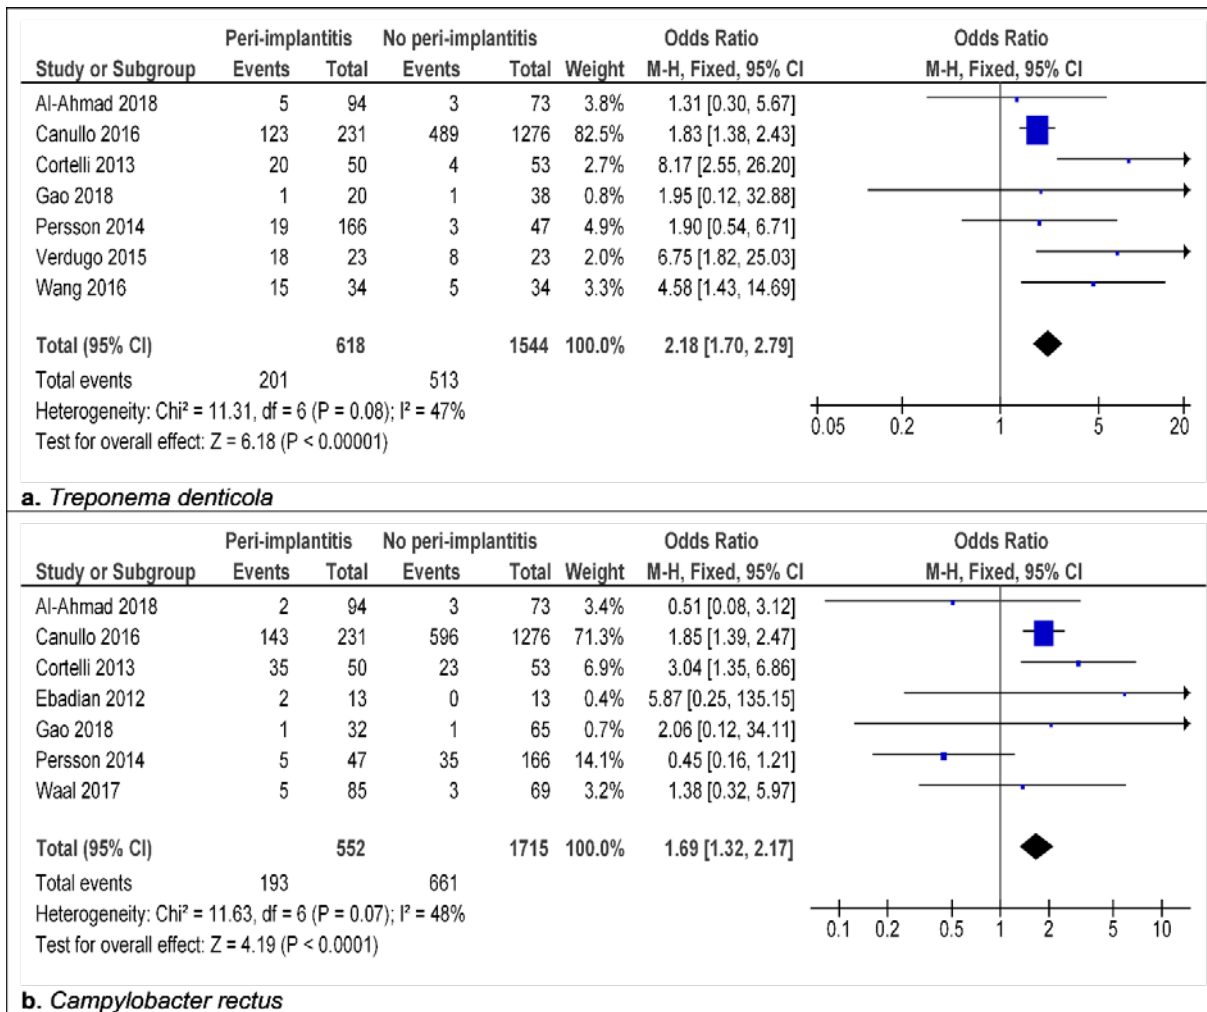 Peri-implantitis No peri-implantitis Odds Ratio Odds Ratio
Study or Subgroup Events Total Events Total Weight M-H, Fixed, 95% CI M-H, Fixed, 95% CI
Al-Ahmad 2018 5 94 3 73 3.8% 1.31 [0.30, 5.67]
Canullo 2016 123 231 489 1276 82.5% 1.83 [1.38, 2.43]
Cortelli 2013 20 50 4 53 2.7% 8.17 [2.55, 26.20]
Gao 2018 1 20 1 38 0.8% 1.95 [0.12, 32.88]
Persson 2014 19 166 3 47 4.9% 1.90 [0.54, 6.71]
Verdugo 2015 18 23 8 23 2.0% 6.75 [1.82, 25.03]
Wang 2016 15 34 5 34 3.3% 4.58 [1.43, 14.69]
Total (95% CI) 618 1544 100.0% 2.18 [1.70, 2.79]
Total events 201 513
Heterogeneity: Chi² = 11.31, df = 6 (P = 0.08); I² = 47%
Test for overall effect: Z = 6.18 (P < 0.00001)
0.05 0.2 1 5 20
a. Treponema denticola
Peri-implantitis No peri-implantitis Odds Ratio Odds Ratio
Study or Subgroup Events Total Events Total Weight M-H, Fixed, 95% CI M-H, Fixed, 95% CI
Al-Ahmad 2018 2 94 3 73 3.4% 0.51 [0.08, 3.12]
Canullo 2016 143 231 596 1276 71.3% 1.85 [1.39, 2.47]
Cortelli 2013 35 50 23 53 6.9% 3.04 [1.35, 6.86]
Ebadian 2012 2 13 0 13 0.4% 5.87 [0.25, 135.15]
Gao 2018 1 32 1 65 0.7% 2.06 [0.12, 34.11]
Persson 2014 5 47 35 166 14.1% 0.45 [0.16, 1.21]
Waal 2017 5 85 3 69 3.2% 1.38 [0.32, 5.97]
Total (95% CI) 552 1715 100.0% 1.69 [1.32, 2.17]
Total events 193 661
Heterogeneity: Chi² = 11.63, df = 6 (P = 0.07); I² = 48%
Test for overall effect: Z = 4.19 (P < 0.0001)
0.1 0.2 0.5 1 2 5 10
b. Campylobacter rectus